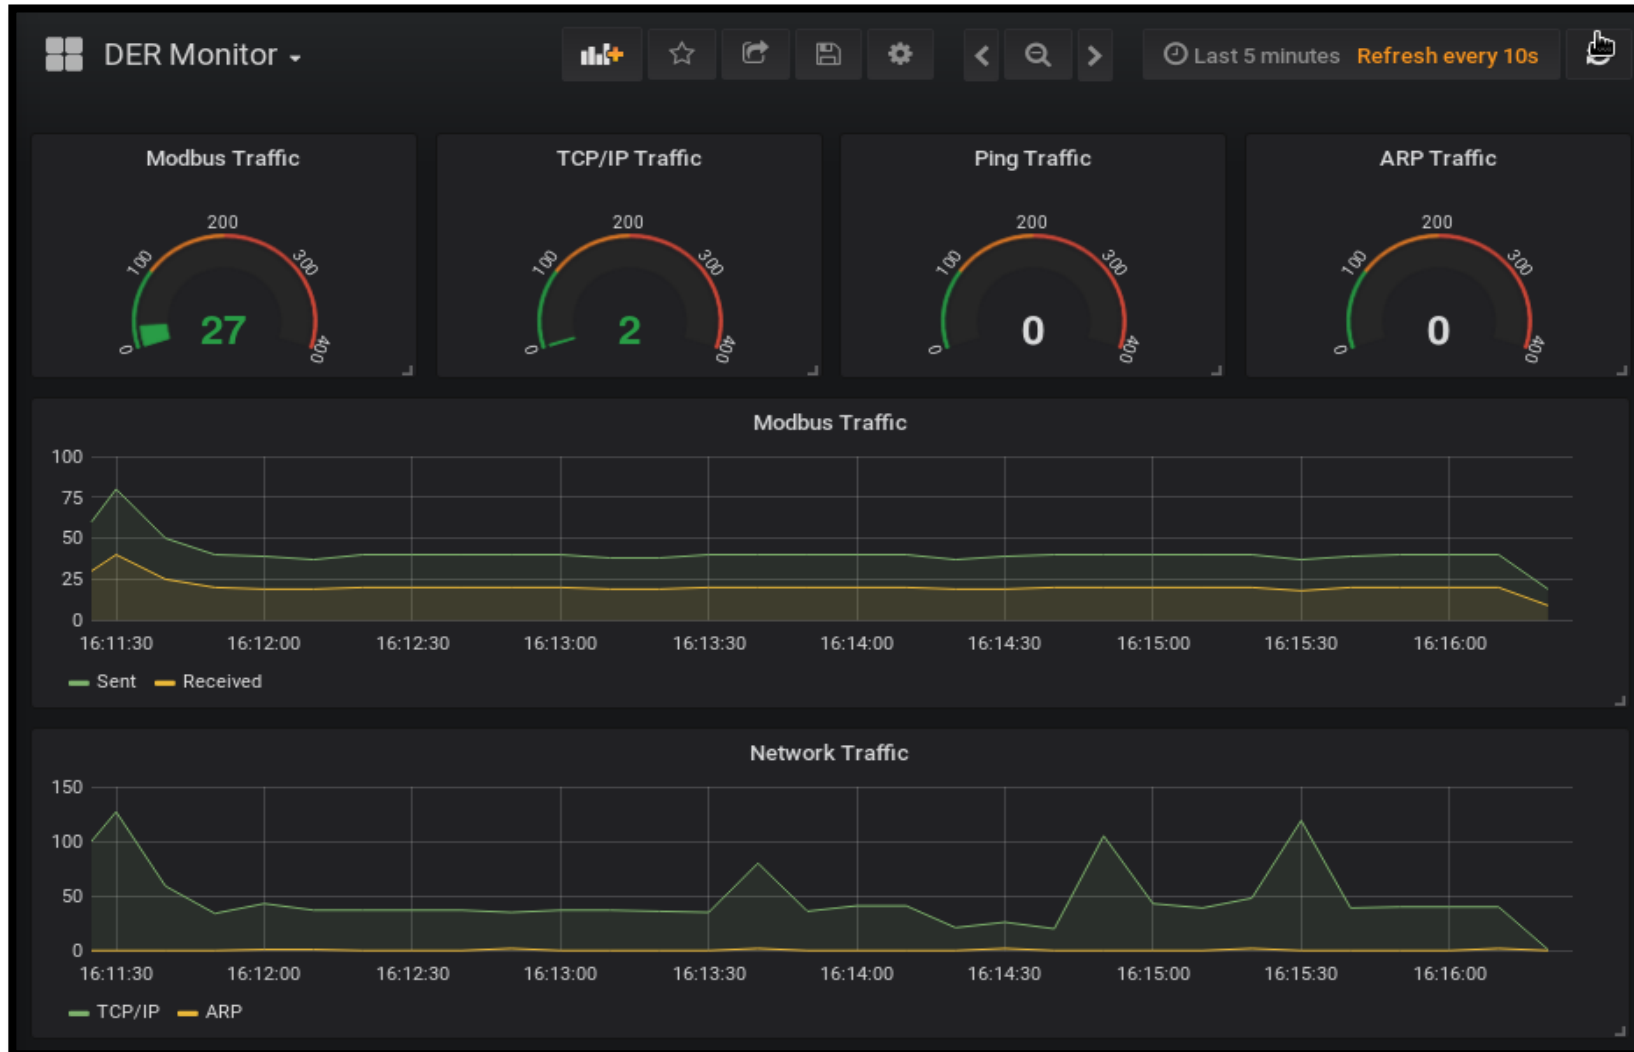 DER Monitor
Last 5 minutes Refresh every 10s
Modbus Traffic
0 100 200 300 400
27
TCP/IP Traffic
0 100 200 300 400
2
Ping Traffic
0 100 200 300 400
0
ARP Traffic
0 100 200 300 400
0
Modbus Traffic
100
75
50
25
0
16:11:30 16:12:00 16:12:30 16:13:00 16:13:30 16:14:00 16:14:30 16:15:00 16:15:30 16:16:00
Sent Received
Network Traffic
150
100
50
0
16:11:30 16:12:00 16:12:30 16:13:00 16:13:30 16:14:00 16:14:30 16:15:00 16:15:30 16:16:00
TCP/IP ARP